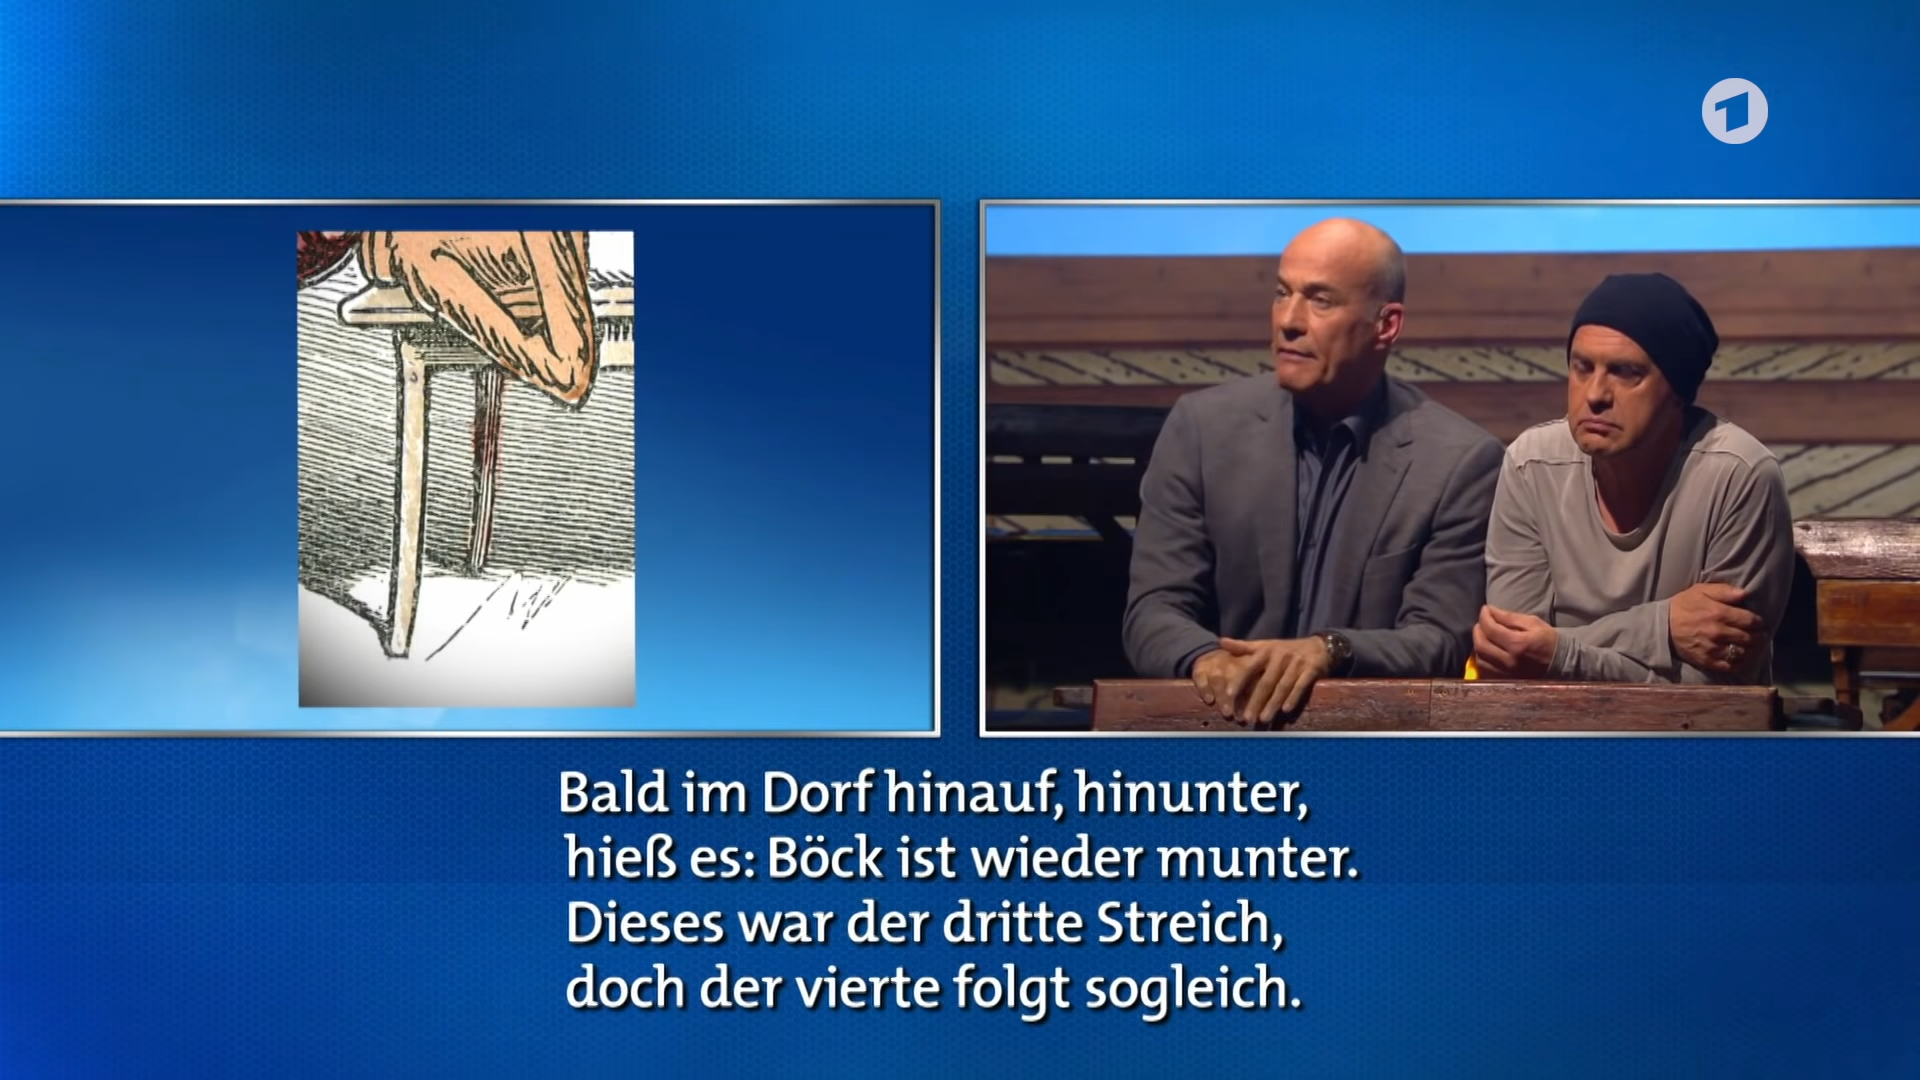 Bald im Dorf hinauf, hinunter,
hieß es: Böck ist wieder munter.
Dieses war der dritte Streich,
doch der vierte folgt sogleich.